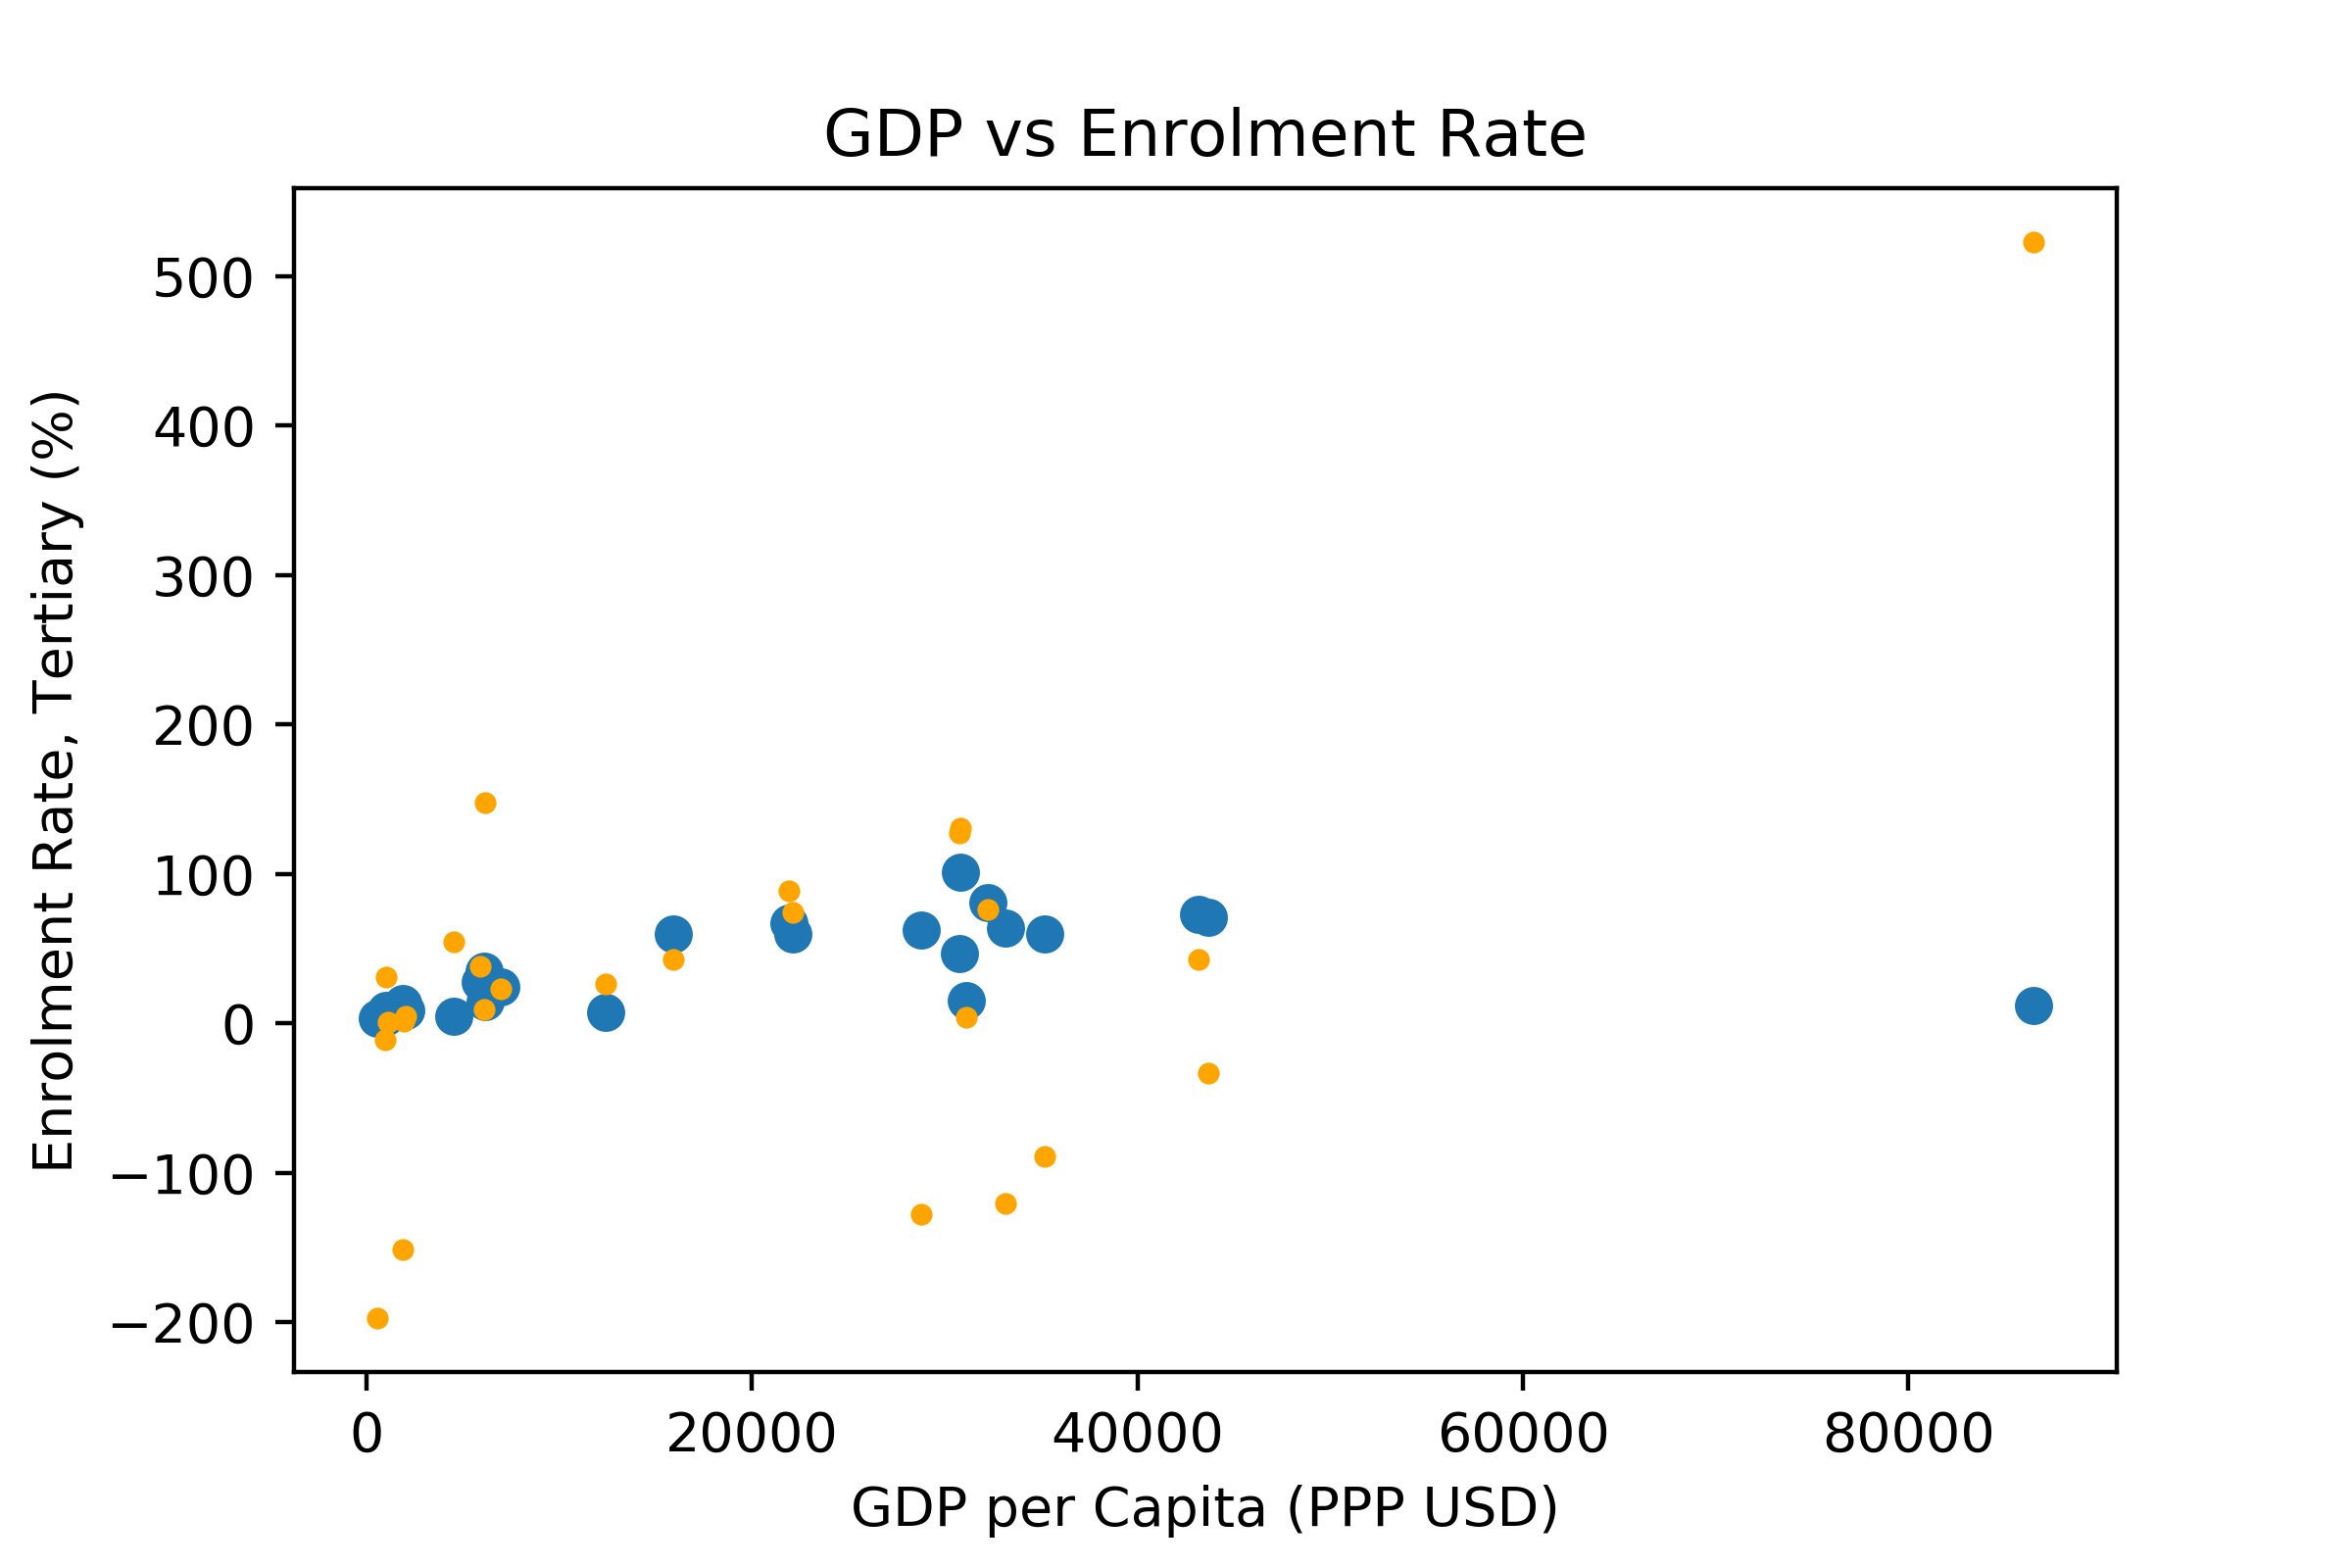 GDP vs Enrolment Rate
Enrolment Rate, Tertiary (%)
500
400
300
200
100
0
−100
−200
0 20000 40000 60000 80000
GDP per Capita (PPP USD)